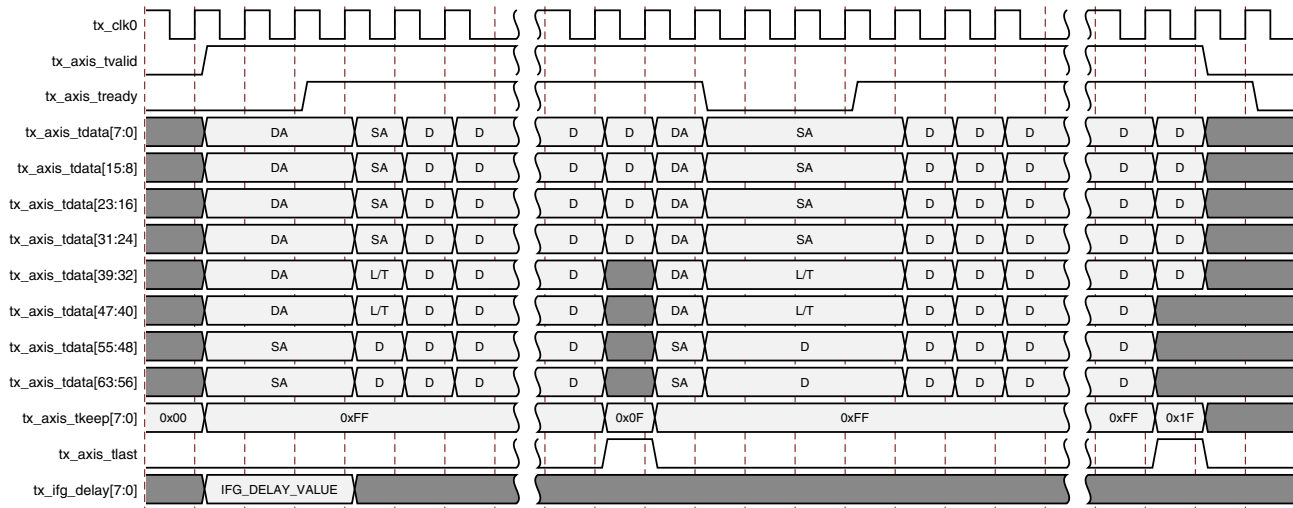 tx_clk0
tx_axis_tvalid
tx_axis_tready
tx_axis_tdata[7:0] DA SA D D D D DA SA D D D D D
tx_axis_tdata[15:8] DA SA D D D D DA SA D D D D D
tx_axis_tdata[23:16] DA SA D D D D DA SA D D D D D
tx_axis_tdata[31:24] DA SA D D D D DA SA D D D D D
tx_axis_tdata[39:32] DA L/T D D D DA L/T D D D D D
tx_axis_tdata[47:40] DA L/T D D D DA L/T D D D D
tx_axis_tdata[55:48] SA D D D D SA D D D D D
tx_axis_tdata[63:56] SA D D D D SA D D D D D
tx_axis_tkeep[7:0] 0x00 0xFF 0x0F 0xFF 0xFF 0x1F
tx_axis_tlast
tx_ifg_delay[7:0] IFG_DELAY_VALUE